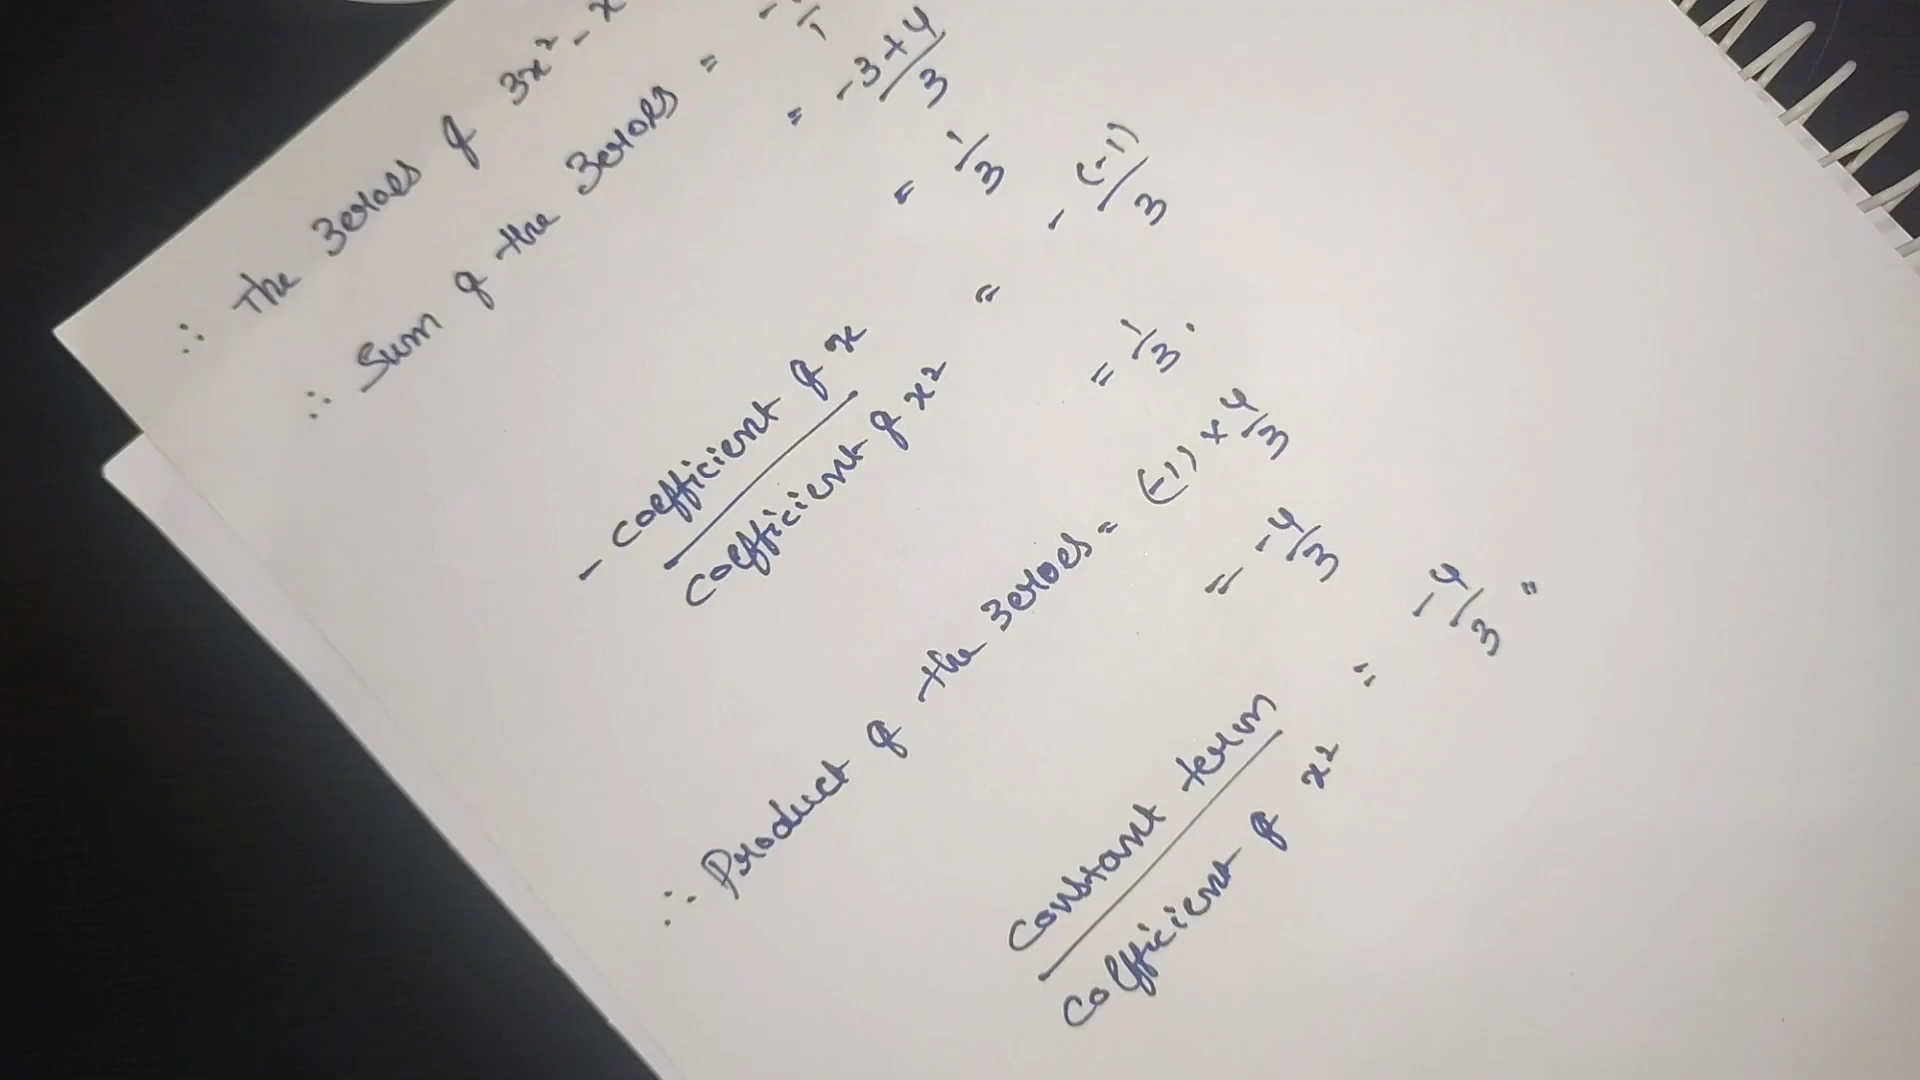 ∴ The zeroes of 3x² - x
∴ Sum of the zeroes =
= -3+4/3
= 1/3
- coefficient of x / coefficient of x² = - (-1)/3
= 1/3.
∴ Product of the zeroes = (-1) × 4/3
= -4/3
constant term / coefficient of x² = -4/3 "